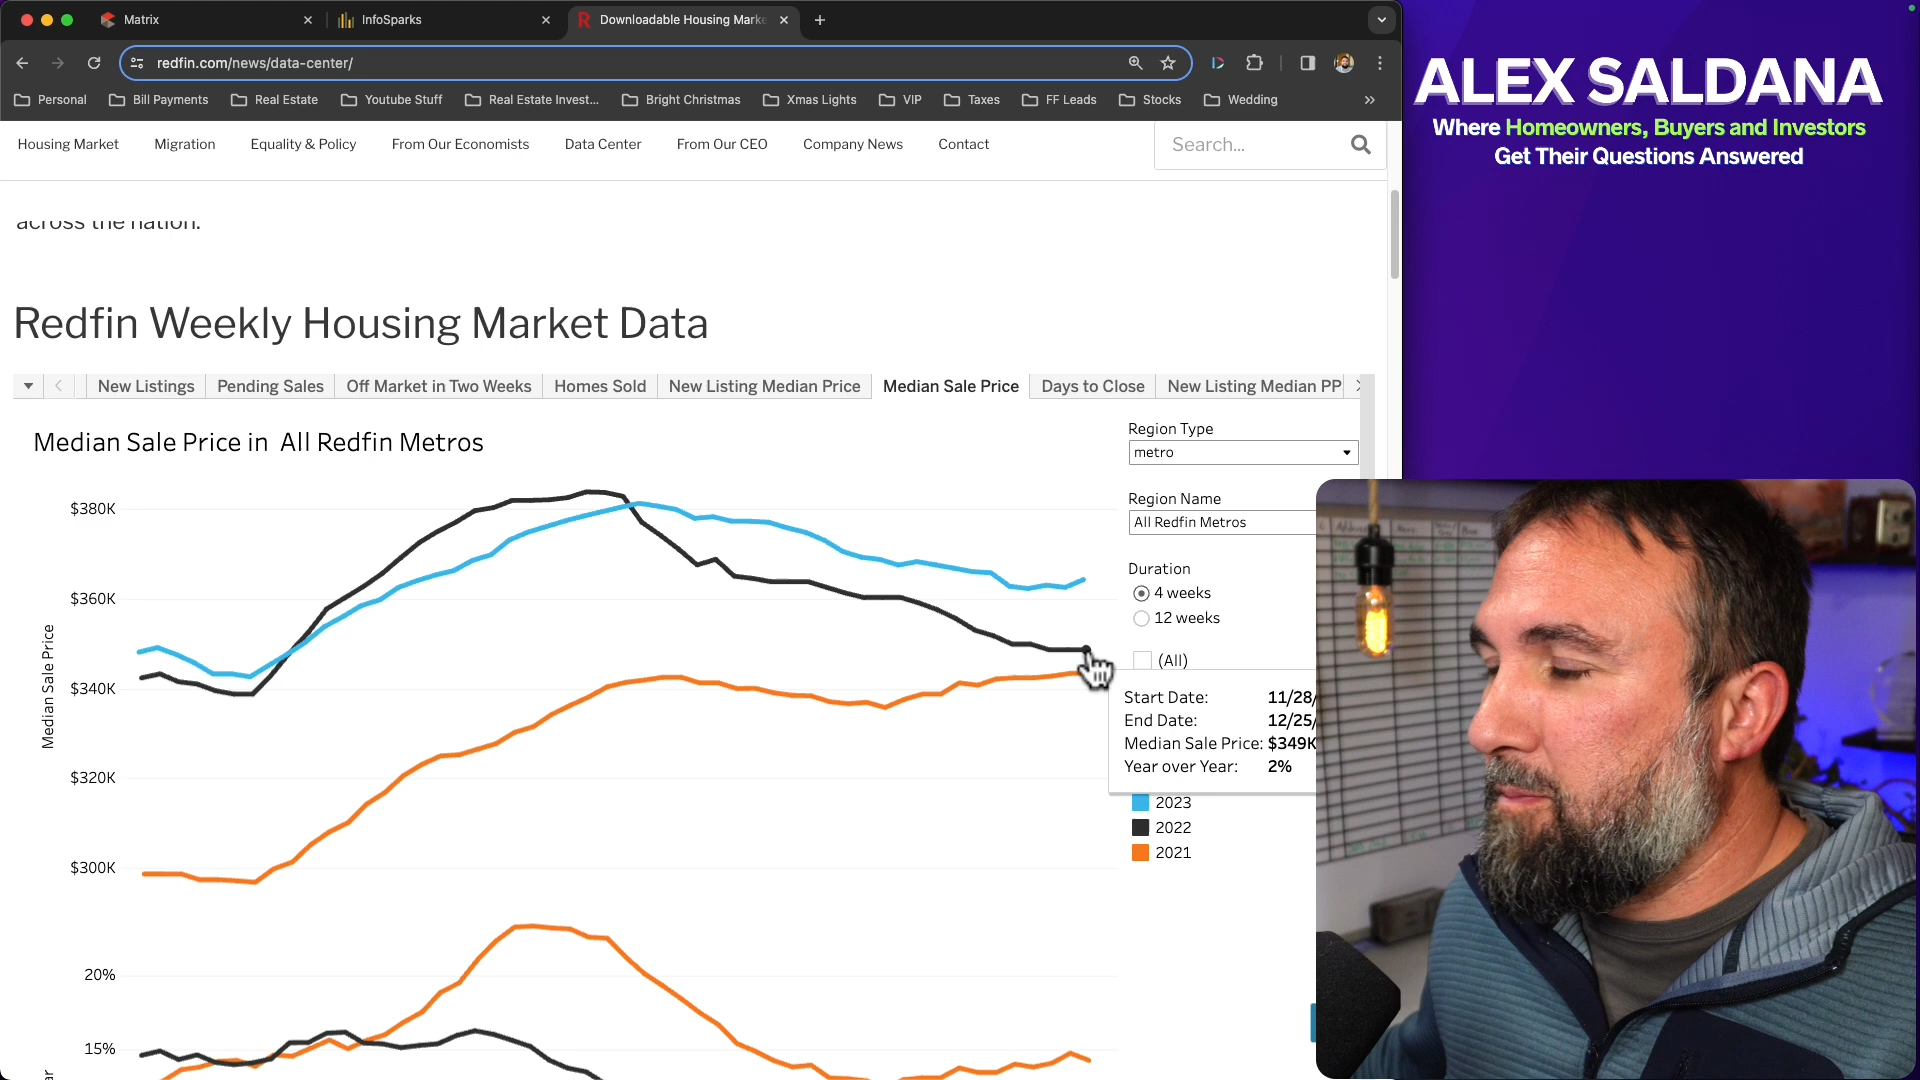 Matrix
InfoSparks
Downloadable Housing Marke
redfin.com/news/data-center/
Personal
Bill Payments
Real Estate
Youtube Stuff
Real Estate Invest...
Bright Christmas
Xmas Lights
VIP
Taxes
FF Leads
Stocks
Wedding
ALEX SALDANA
Where Homeowners, Buyers and Investors
Get Their Questions Answered
Housing Market
Migration
Equality & Policy
From Our Economists
Data Center
From Our CEO
Company News
Contact
Search...
across the nation.
Redfin Weekly Housing Market Data
New Listings
Pending Sales
Off Market in Two Weeks
Homes Sold
New Listing Median Price
Median Sale Price
Days to Close
New Listing Median PP
Median Sale Price in All Redfin Metros
Region Type
metro
Region Name
All Redfin Metros
Duration
4 weeks
12 weeks
(All)
$380K
$360K
$340K
$320K
$300K
Median Sale Price
Start Date: 11/28/
End Date: 12/25/
Median Sale Price: $349K
Year over Year: 2%
2023
2022
2021
20%
15%